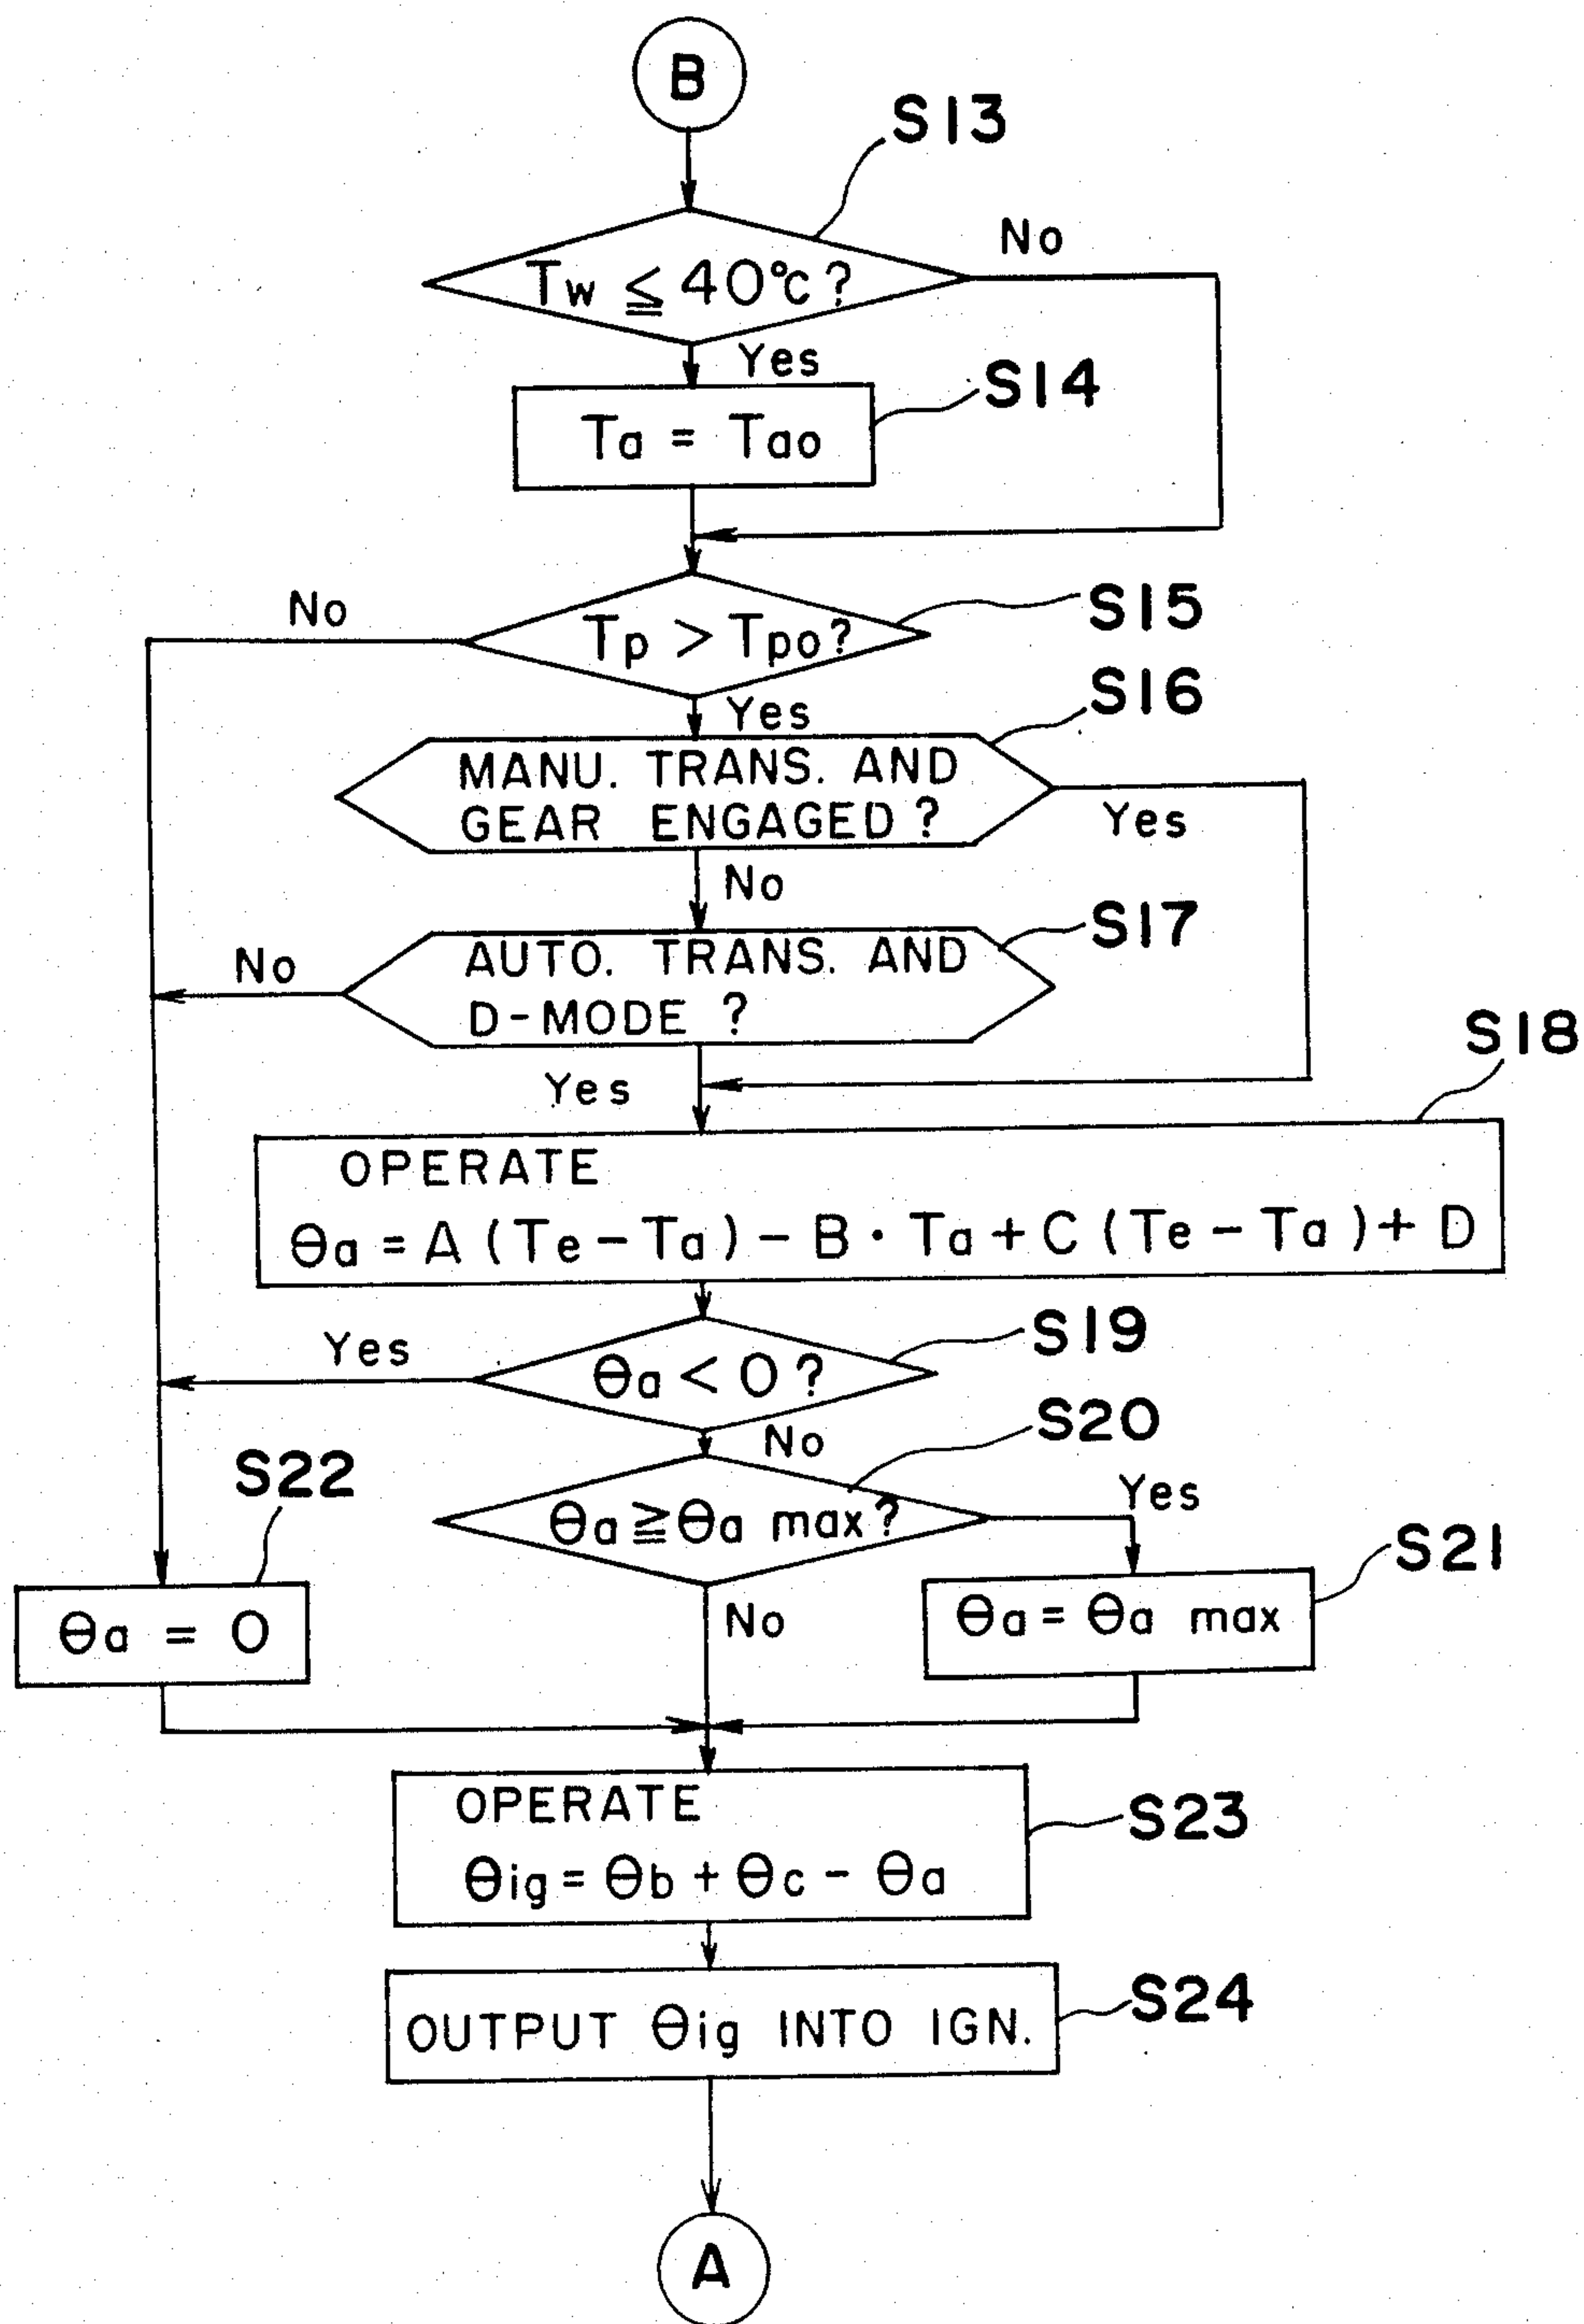 B
S13
No
Tw ≦ 40°c ?
Yes
S14
Ta = Tao
No
S15
Tp > Tpo ?
S16
Yes
MANU. TRANS. AND
GEAR ENGAGED ?
Yes
No
S17
No
AUTO. TRANS. AND
D-MODE ?
S18
Yes
OPERATE
Θa = A (Te − Ta) − B · Ta + C (Te − Ta) + D
S19
Yes
Θa < 0 ?
S20
No
S22
Yes
Θa ≧ Θa max ?
S21
Θa = 0
No
Θa = Θa max
OPERATE
S23
Θig = Θb + Θc − Θa
S24
OUTPUT Θig INTO IGN.
A